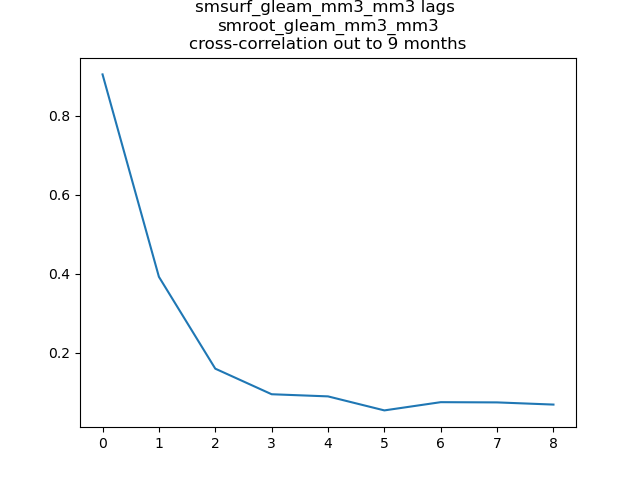 smsurf_gleam_mm3_mm3 lags
smroot_gleam_mm3_mm3
cross-correlation out to 9 months
0.8
0.6
0.4
0.2
0 1 2 3 4 5 6 7 8